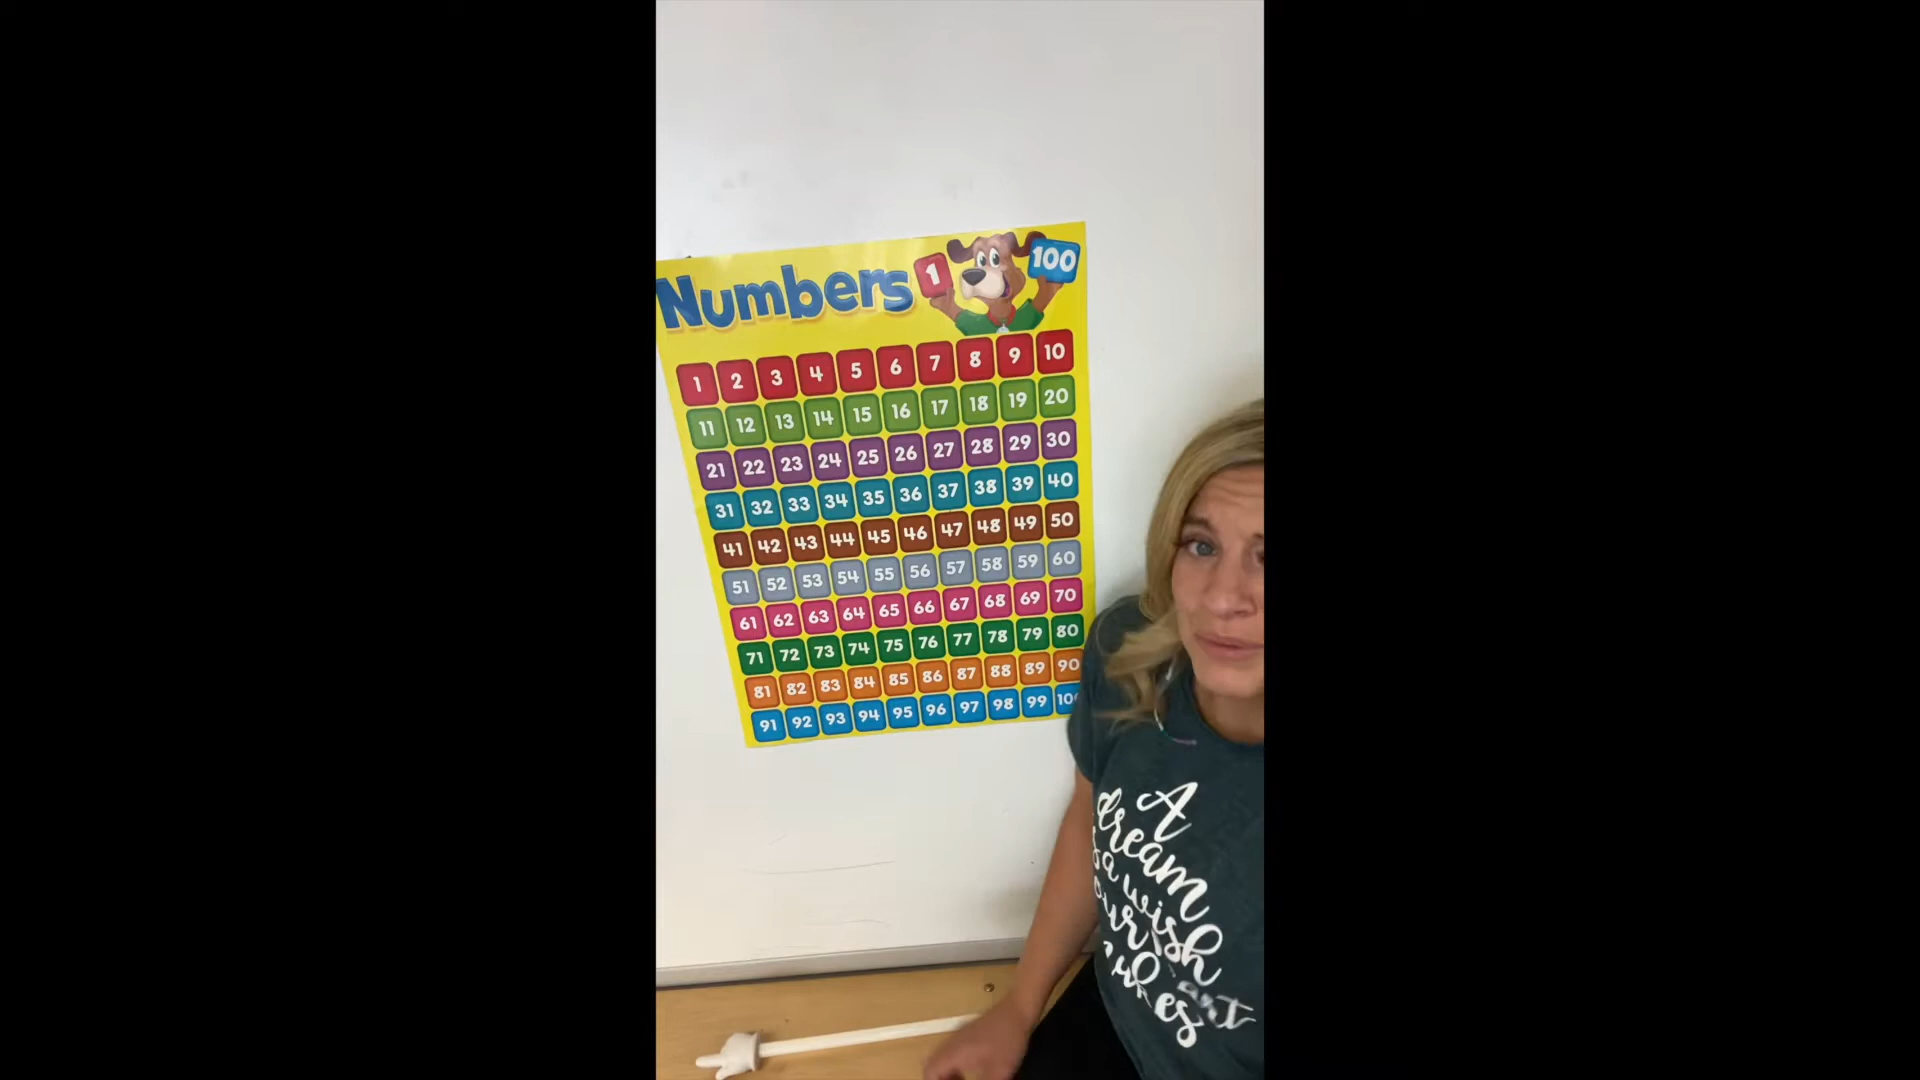 Numbers 1 100
1 2 3 4 5 6 7 8 9 10
11 12 13 14 15 16 17 18 19 20
21 22 23 24 25 26 27 28 29 30
31 32 33 34 35 36 37 38 39 40
41 42 43 44 45 46 47 48 49 50
51 52 53 54 55 56 57 58 59 60
61 62 63 64 65 66 67 68 69 70
71 72 73 74 75 76 77 78 79 80
81 82 83 84 85 86 87 88 89 90
91 92 93 94 95 96 97 98 99 100
A
dream
a wish